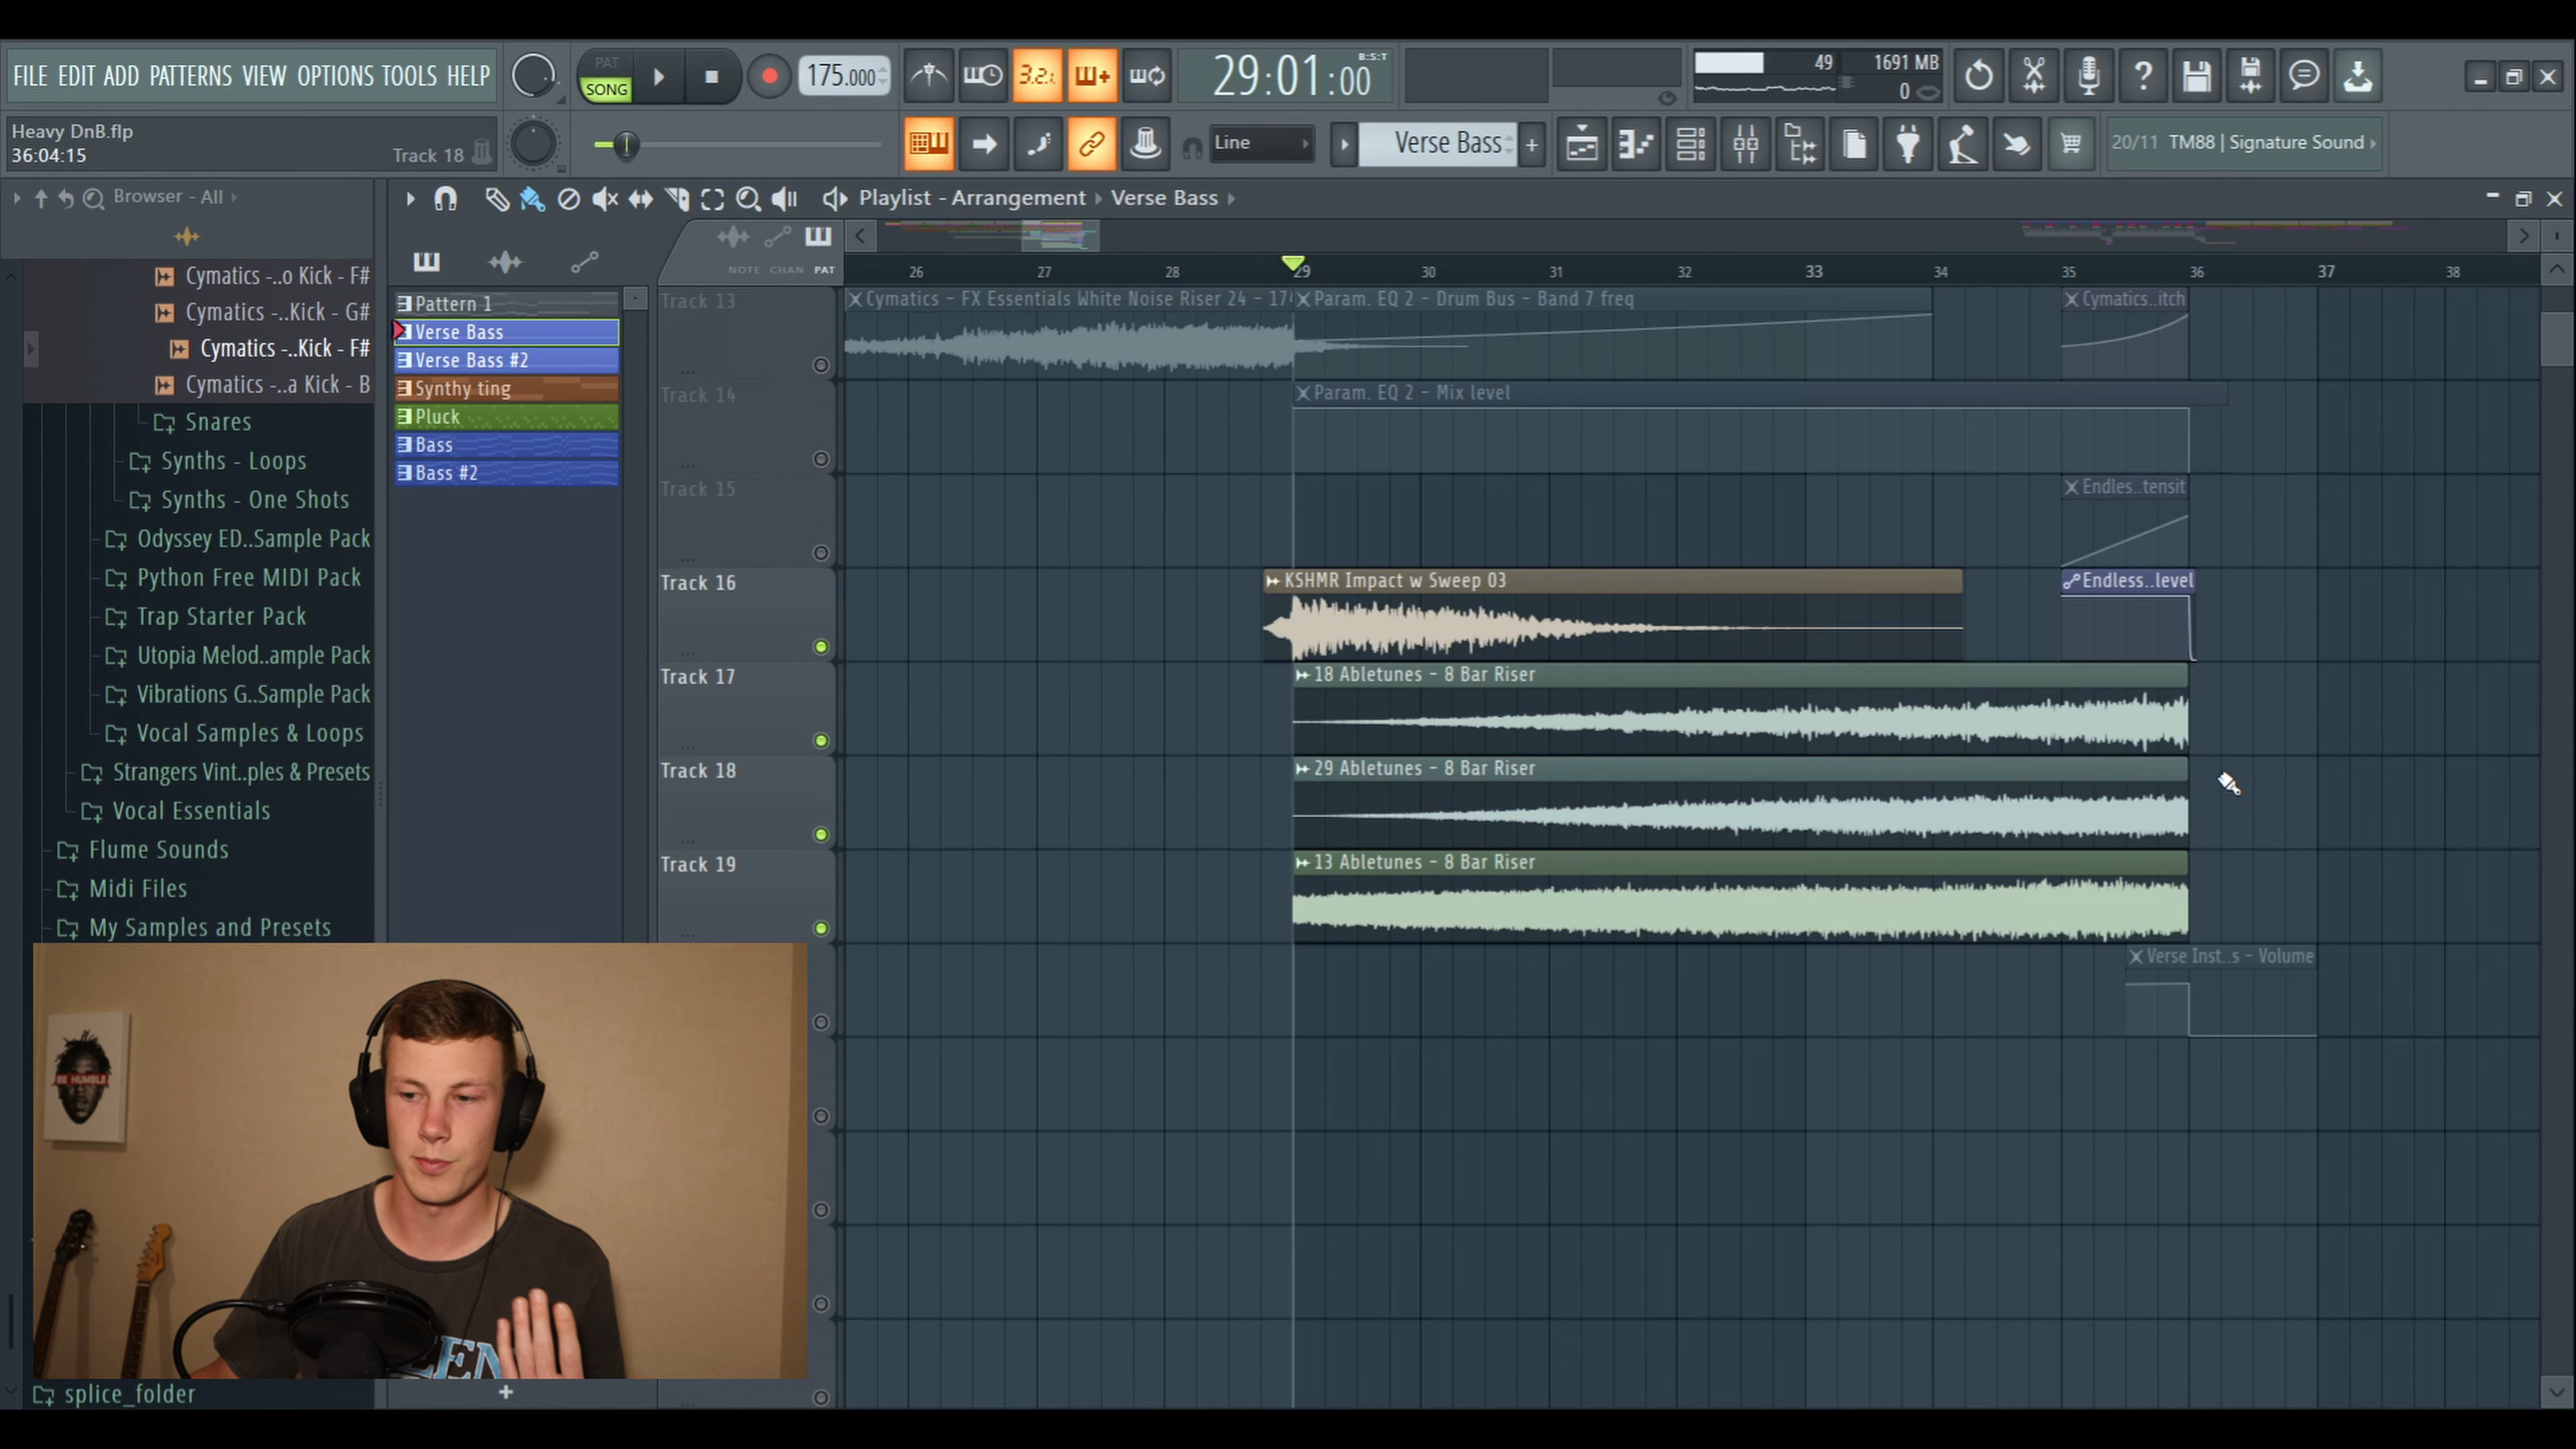 FILE EDIT ADD PATTERNS VIEW OPTIONS TOOLS HELP
PAT
SONG
175.000
3.2
29:01:00
B:S:T
49
1691 MB
0
Heavy DnB.flp
36:04:15
Track 18
Line
Verse Bass
+
20/11 TM88 | Signature Sound
Browser - All
Playlist - Arrangement
Verse Bass
NOTE CHAN PAT
26 27 28 29 30 31 32 33 34 35 36 37 38
Cymatics -..o Kick - F#
Cymatics -..Kick - G#
Cymatics -..Kick - F#
Cymatics -..a Kick - B
Snares
Synths - Loops
Synths - One Shots
Odyssey ED..Sample Pack
Python Free MIDI Pack
Trap Starter Pack
Utopia Melod..ample Pack
Vibrations G..Sample Pack
Vocal Samples & Loops
Strangers Vint..ples & Presets
Vocal Essentials
Flume Sounds
Midi Files
My Samples and Presets
splice_folder
Pattern 1
Verse Bass
Verse Bass #2
Synthy ting
Pluck
Bass
Bass #2
+
Track 13
Cymatics - FX Essentials White Noise Riser 24 - 174
Param. EQ 2 - Drum Bus - Band 7 freq
Cymatics..itch
Track 14
Param. EQ 2 - Mix level
Track 15
Endles..tensit
Track 16
KSHMR Impact w Sweep 03
Endless..level
Track 17
18 Abletunes - 8 Bar Riser
Track 18
29 Abletunes - 8 Bar Riser
Track 19
13 Abletunes - 8 Bar Riser
Verse Inst..s - Volume
BE HUMBLE